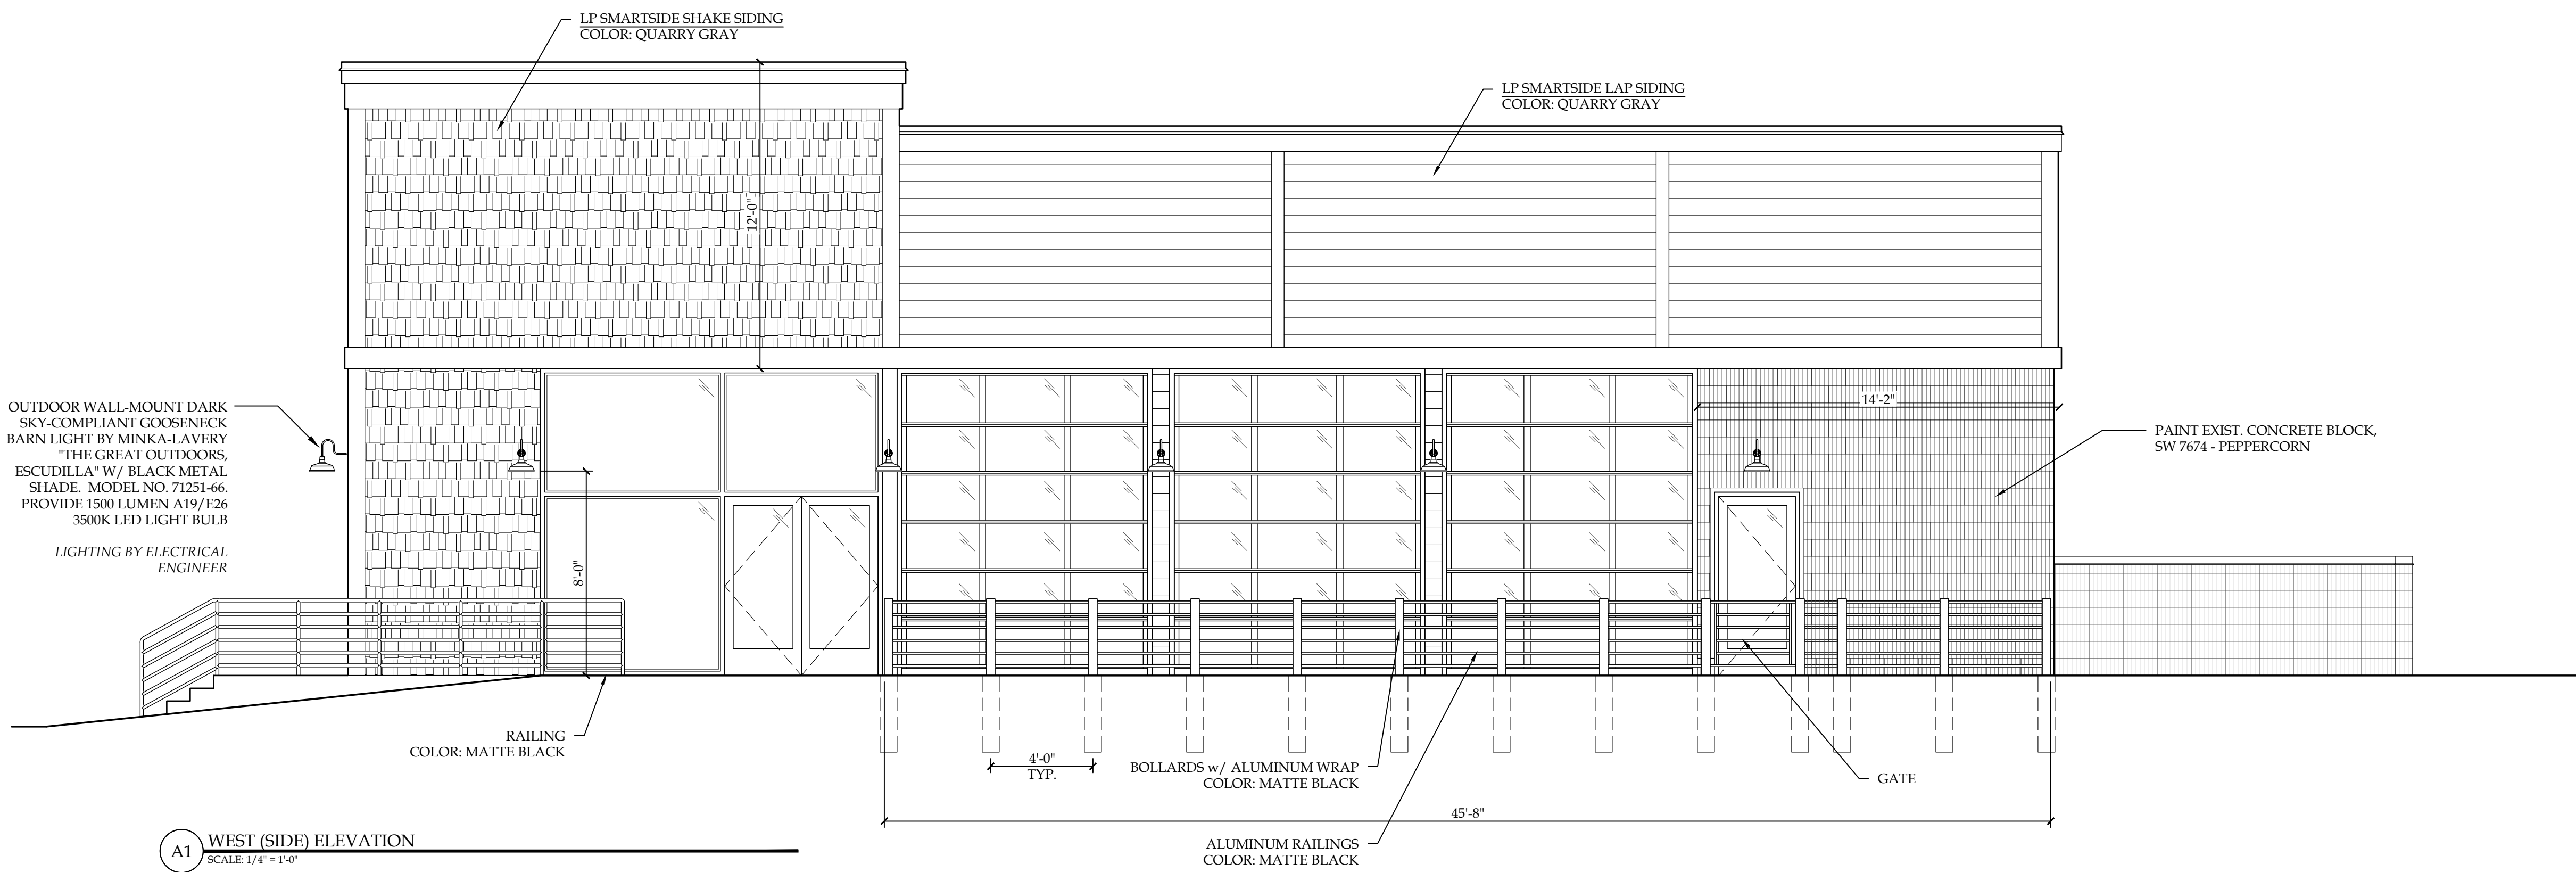 LP SMARTSIDE SHAKE SIDING
COLOR: QUARRY GRAY
LP SMARTSIDE LAP SIDING
COLOR: QUARRY GRAY
12'-0"
OUTDOOR WALL-MOUNT DARK
SKY-COMPLIANT GOOSENECK
BARN LIGHT BY MINKA-LAVERY
"THE GREAT OUTDOORS,
ESCUDILLA" W/ BLACK METAL
SHADE. MODEL NO. 71251-66.
PROVIDE 1500 LUMEN A19/E26
3500K LED LIGHT BULB
LIGHTING BY ELECTRICAL
ENGINEER
8'-0"
14'-2"
PAINT EXIST. CONCRETE BLOCK,
SW 7674 - PEPPERCORN
RAILING
COLOR: MATTE BLACK
4'-0"
TYP.
BOLLARDS w/ ALUMINUM WRAP
COLOR: MATTE BLACK
GATE
45'-8"
ALUMINUM RAILINGS
COLOR: MATTE BLACK
A1
WEST (SIDE) ELEVATION
SCALE: 1/4" = 1'-0"